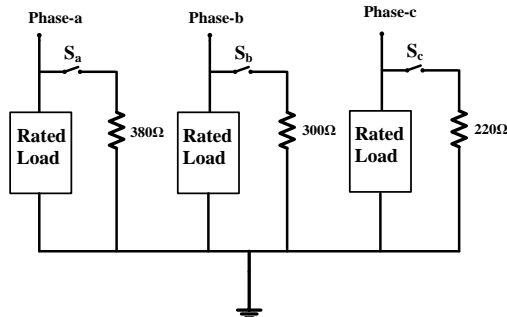 Phase-a
Phase-b
Phase-c
Sa
Sb
Sc
Rated
Load
380Ω
Rated
Load
300Ω
Rated
Load
220Ω